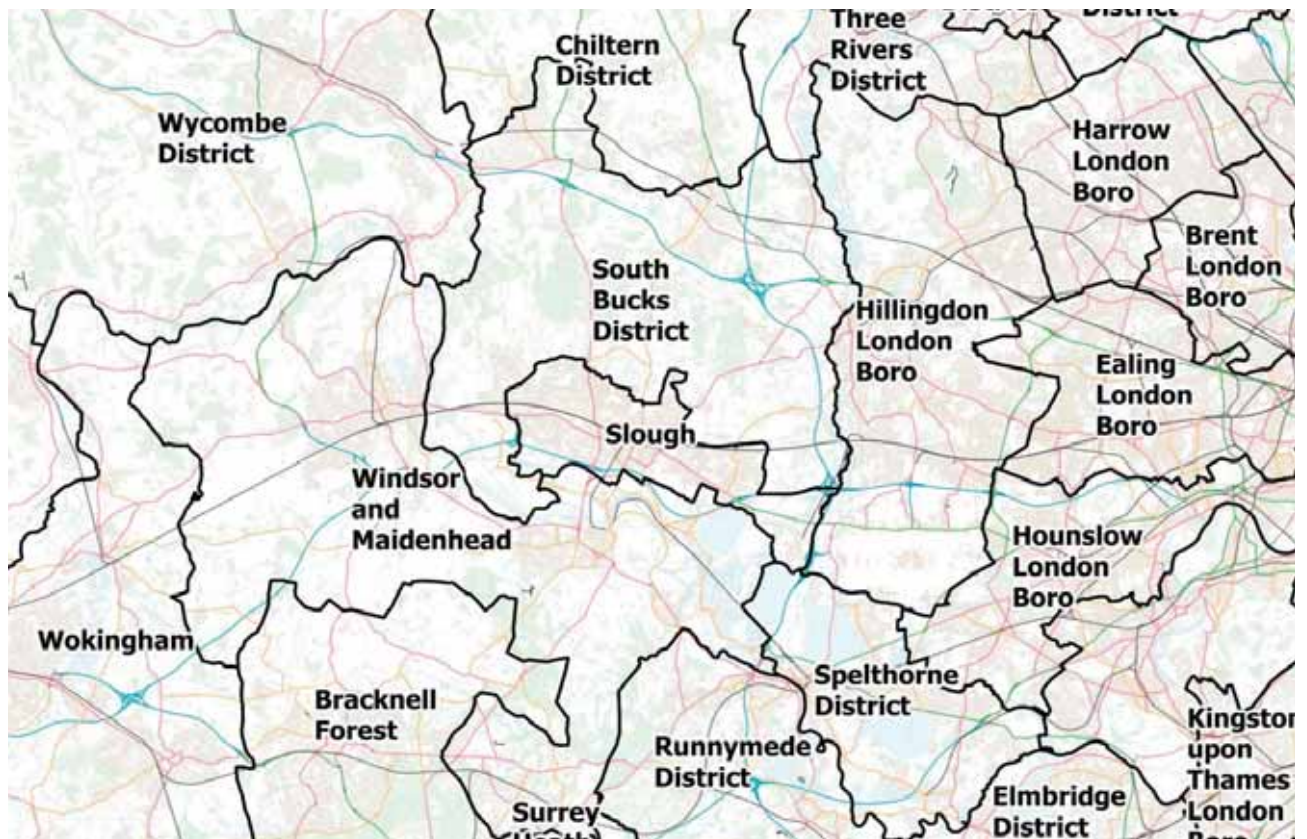 Chiltern
District
Three
Rivers
District
District
Wycombe
District
Harrow
London
Boro
South
Bucks
District
Brent
London
Boro
Hillingdon
London
Boro
Ealing
London
Boro
Slough
Windsor
and
Maidenhead
Hounslow
London
Boro
Wokingham
Bracknell
Forest
Spelthorne
District
Runnymede
District
Kingston
upon
Thames
London
Elmbridge
District
Surrey